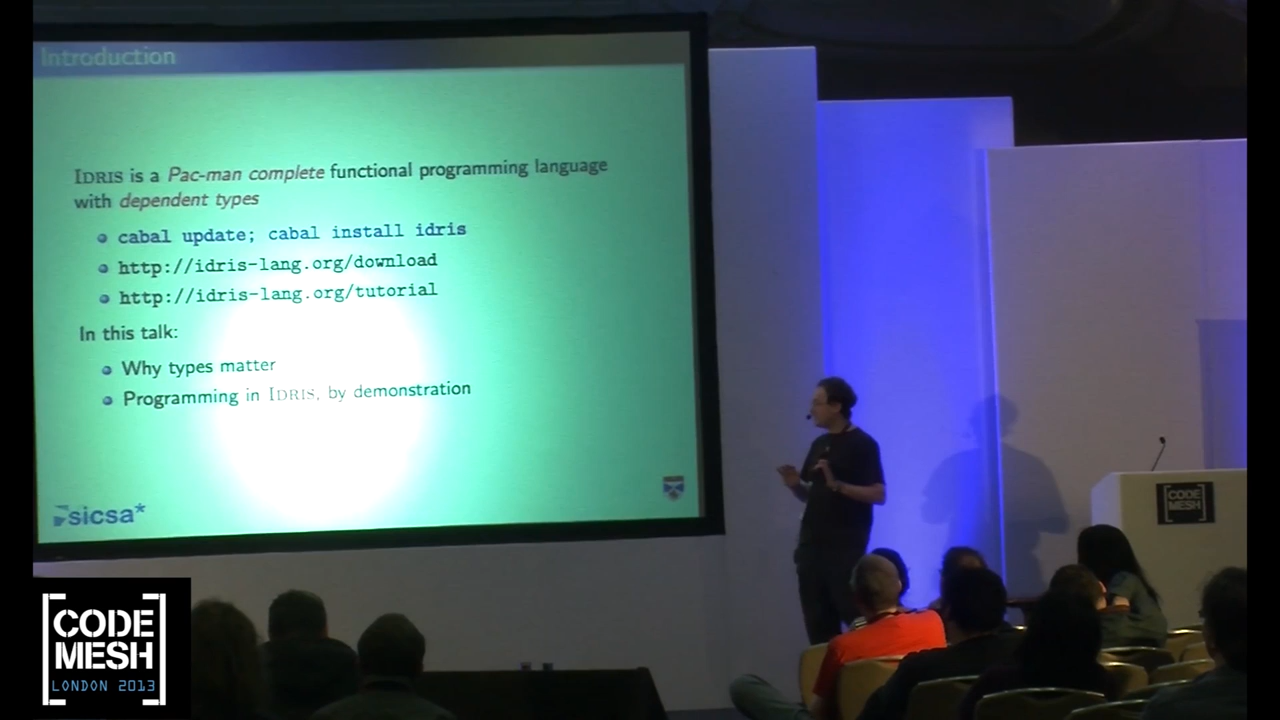 Introduction
IDRIS is a Pac-man complete functional programming language
with dependent types
cabal update; cabal install idris
http://idris-lang.org/download
http://idris-lang.org/tutorial
In this talk:
Why types matter
Programming in IDRIS, by demonstration
sicsa*
CODE
MESH
CODE
MESH
LONDON 2013